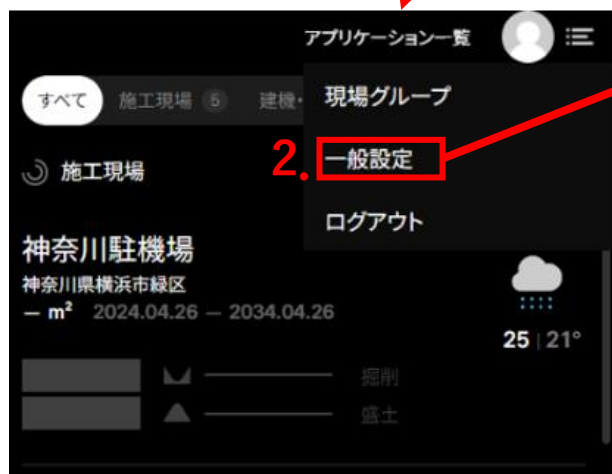 アプリケーション一覧
すべて 施工現場 5 建機・
現場グループ
2. 一般設定
施工現場
ログアウト
神奈川駐機場
神奈川県横浜市緑区
— m² 2024.04.26 — 2034.04.26
25 | 21°
掘削
盛土